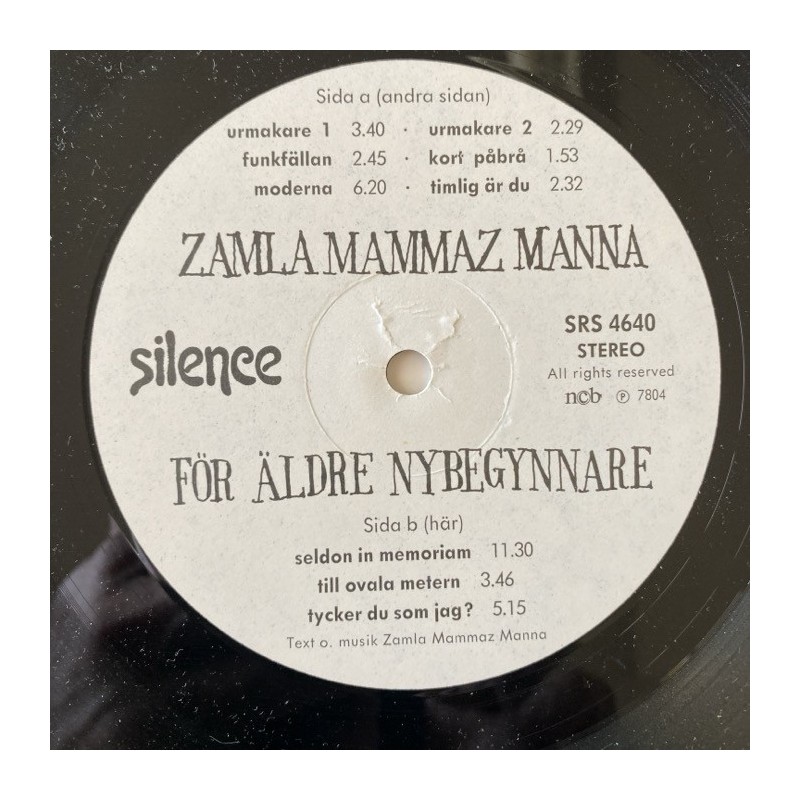 Sida a (andra sidan)
urmakare 1 3.40 · urmakare 2 2.29
funkfällan 2.45 · kort påbrå 1.53
moderna 6.20 · timlig är du 2.32
ZAMLA MAMMAZ MANNA
silence
SRS 4640
STEREO
All rights reserved
ncb ℗ 7804
FÖR ÄLDRE NYBEGYNNARE
Sida b (här)
seldon in memoriam 11.30
till ovala metern 3.46
tycker du som jag? 5.15
Text o. musik Zamla Mammaz Manna